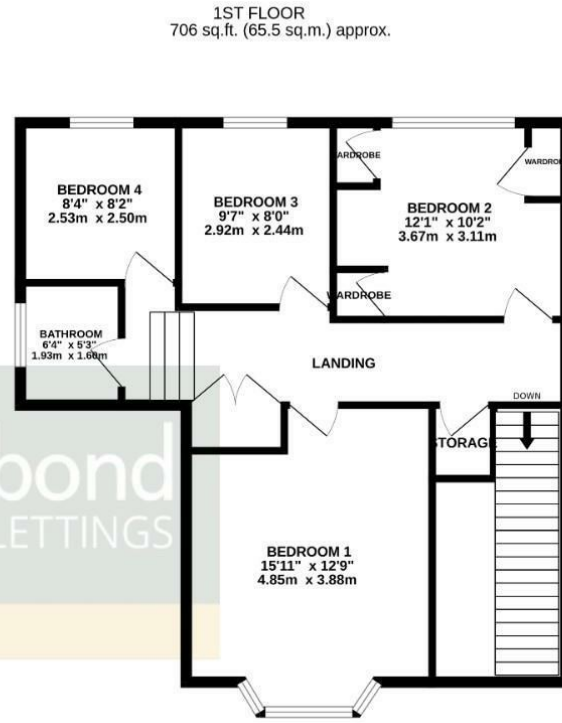 1ST FLOOR
706 sq.ft. (65.5 sq.m.) approx.
BEDROOM 4
8'4" x 8'2"
2.53m x 2.50m
BEDROOM 3
9'7" x 8'0"
2.92m x 2.44m
ARDROBE
WARDRO
BEDROOM 2
12'1" x 10'2"
3.67m x 3.11m
WARDROBE
BATHROOM
6'4" x 5'3"
1.93m x 1.60m
LANDING
DOWN
STORAGE
bond
LETTINGS
BEDROOM 1
15'11" x 12'9"
4.85m x 3.88m